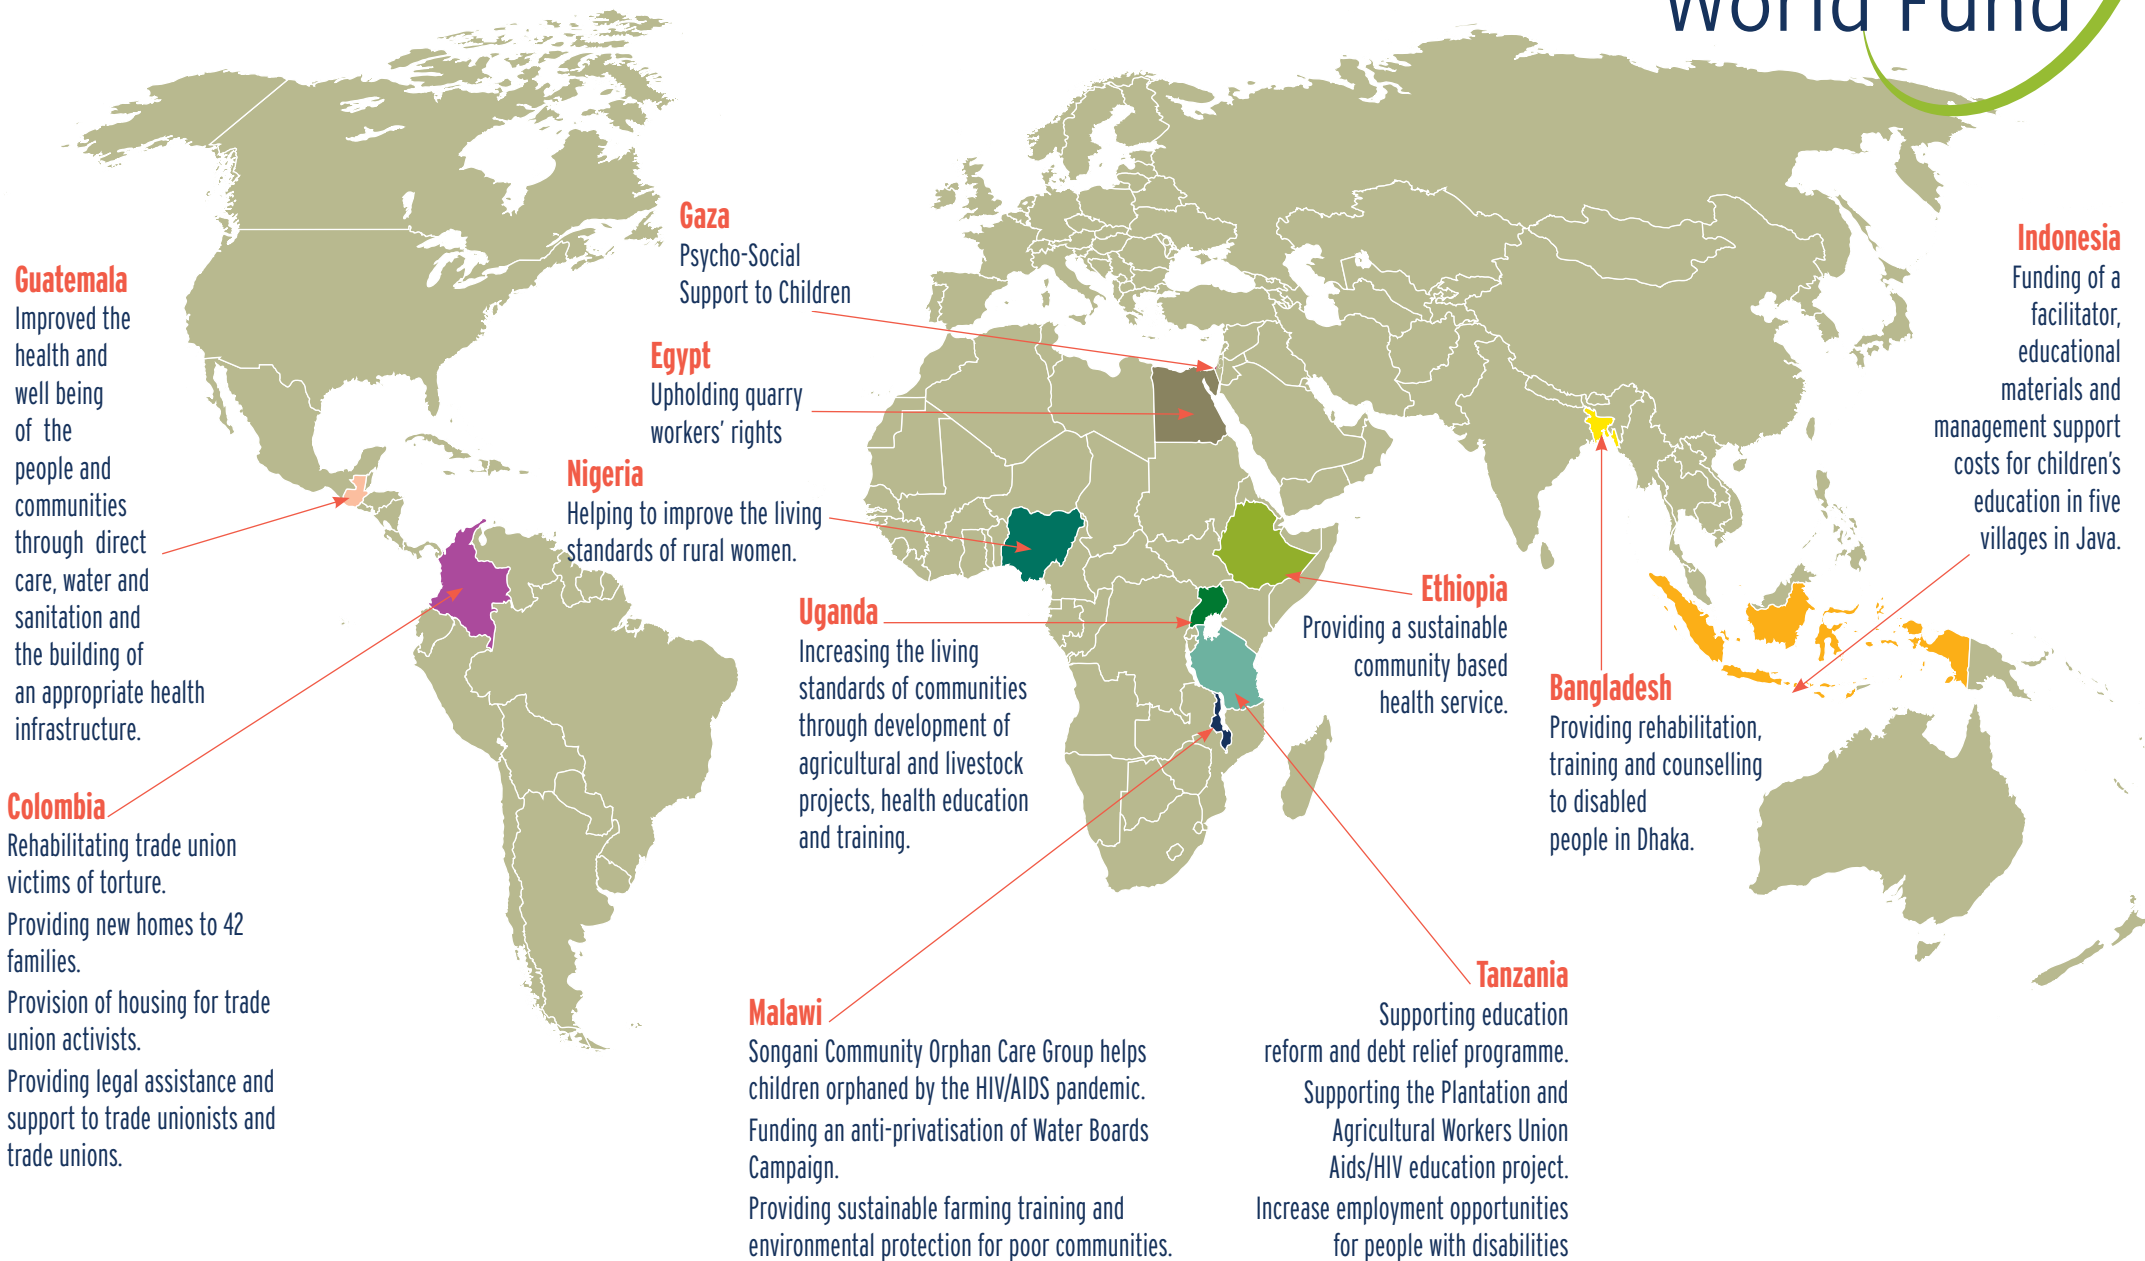 World Fund
Gaza
Psycho-Social
Support to Children
Egypt
Upholding quarry
workers’ rights
Nigeria
Helping to improve the living
standards of rural women.
Guatemala
Improved the
health and
well being
of the
people and
communities
through direct
care, water and
sanitation and
the building of
an appropriate health
infrastructure.
Colombia
Rehabilitating trade union
victims of torture.
Providing new homes to 42
families.
Provision of housing for trade
union activists.
Providing legal assistance and
support to trade unionists and
trade unions.
Uganda
Increasing the living
standards of communities
through development of
agricultural and livestock
projects, health education
and training.
Malawi
Songani Community Orphan Care Group helps
children orphaned by the HIV/AIDS pandemic.
Funding an anti-privatisation of Water Boards
Campaign.
Providing sustainable farming training and
environmental protection for poor communities.
Ethiopia
Providing a sustainable
community based
health service.
Tanzania
Supporting education
reform and debt relief programme.
Supporting the Plantation and
Agricultural Workers Union
Aids/HIV education project.
Increase employment opportunities
for people with disabilities
Bangladesh
Providing rehabilitation,
training and counselling
to disabled
people in Dhaka.
Indonesia
Funding of a
facilitator,
educational
materials and
management support
costs for children’s
education in five
villages in Java.